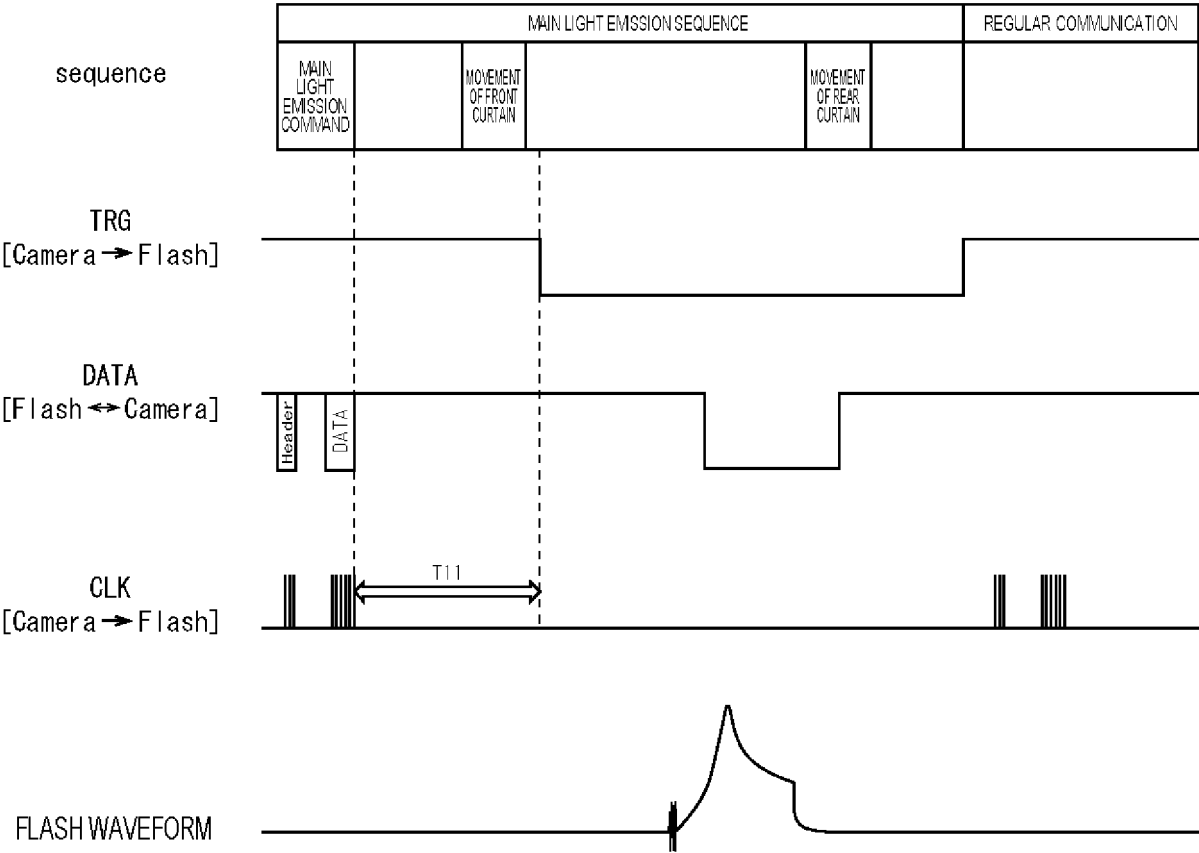 MAIN LIGHT EMISSION SEQUENCE
REGULAR COMMUNICATION
sequence
MAIN
LIGHT
EMISSION
COMMAND
MOVEMENT
OF FRONT
CURTAIN
MOVEMENT
OF REAR
CURTAIN
TRG
[Camera→Flash]
DATA
[Flash↔Camera]
Header
DATA
CLK
[Camera→Flash]
T11
FLASH WAVEFORM